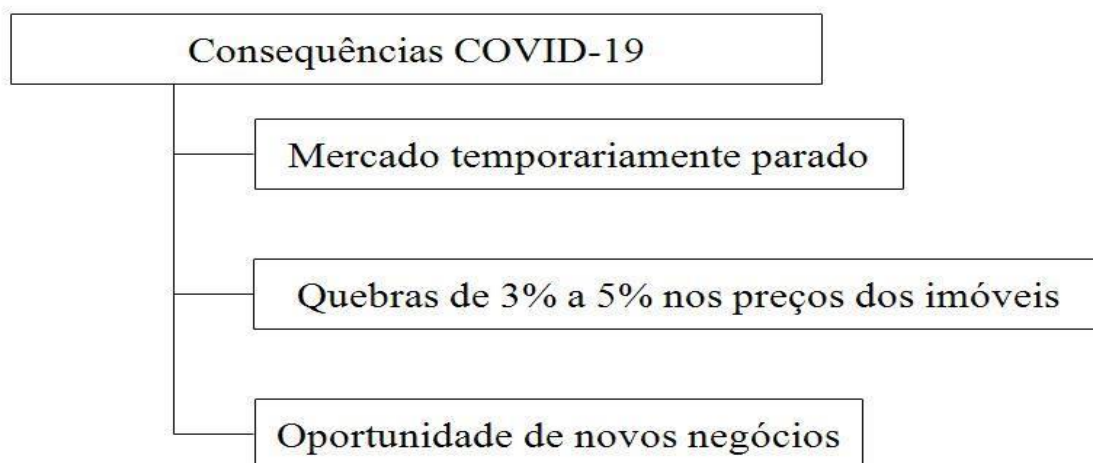 Consequências COVID-19
Mercado temporariamente parado
Quebras de 3% a 5% nos preços dos imóveis
Oportunidade de novos negócios